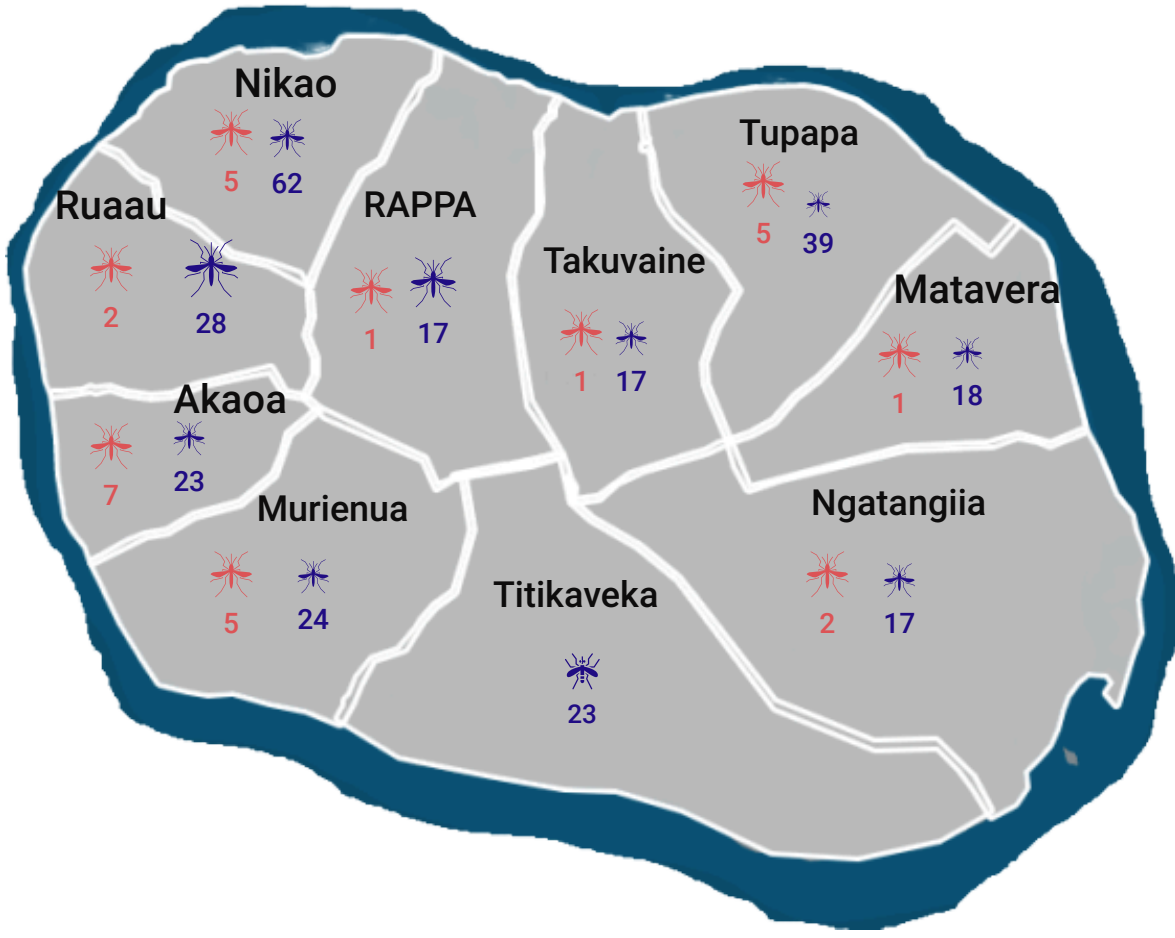 Nikao
5 62
Tupapa
5 39
Ruaau
2 28
RAPPA
1 17
Takuvaine
1 17
Matavera
1 18
Akaoa
7 23
Murienua
5 24
Ngatangiia
2 17
Titikaveka
23